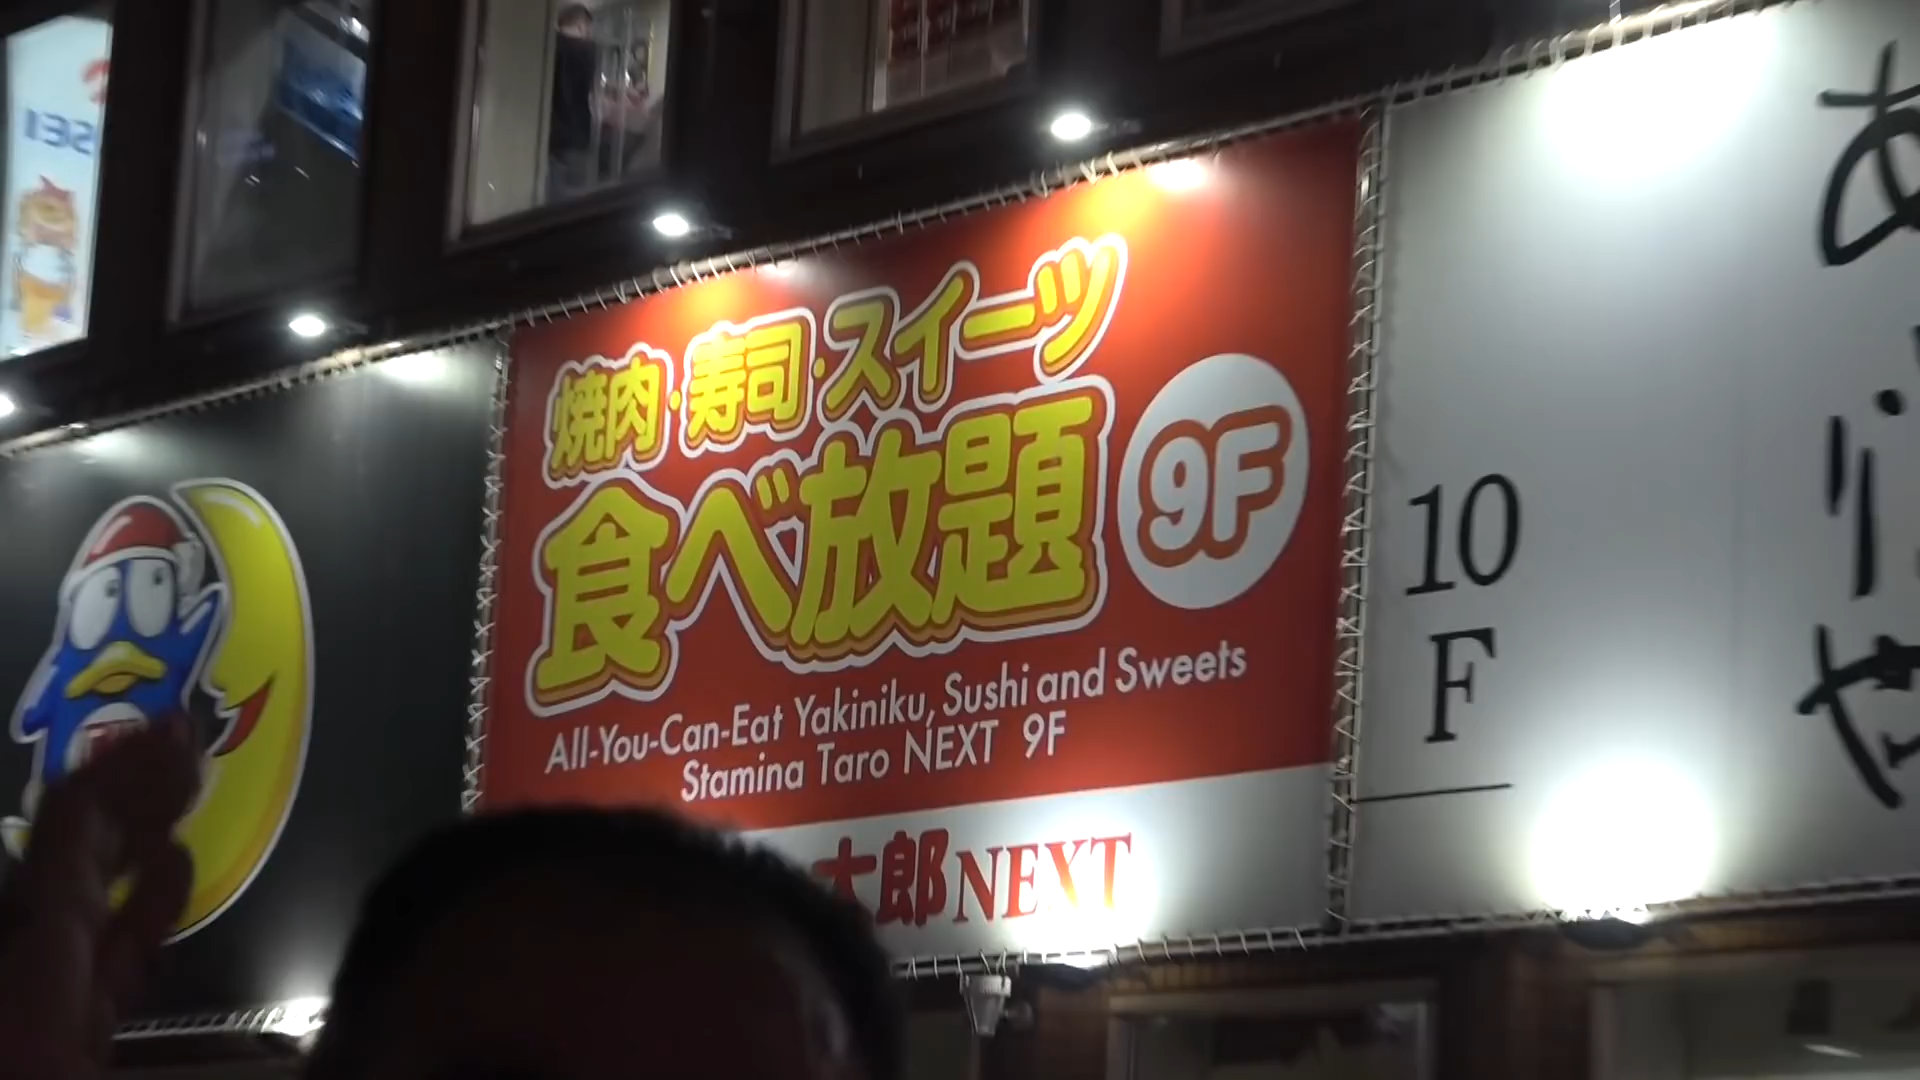 焼肉・寿司・スイーツ
食べ放題
9F
All-You-Can-Eat Yakiniku, Sushi and Sweets
Stamina Taro NEXT 9F
太郎NEXT
10
F